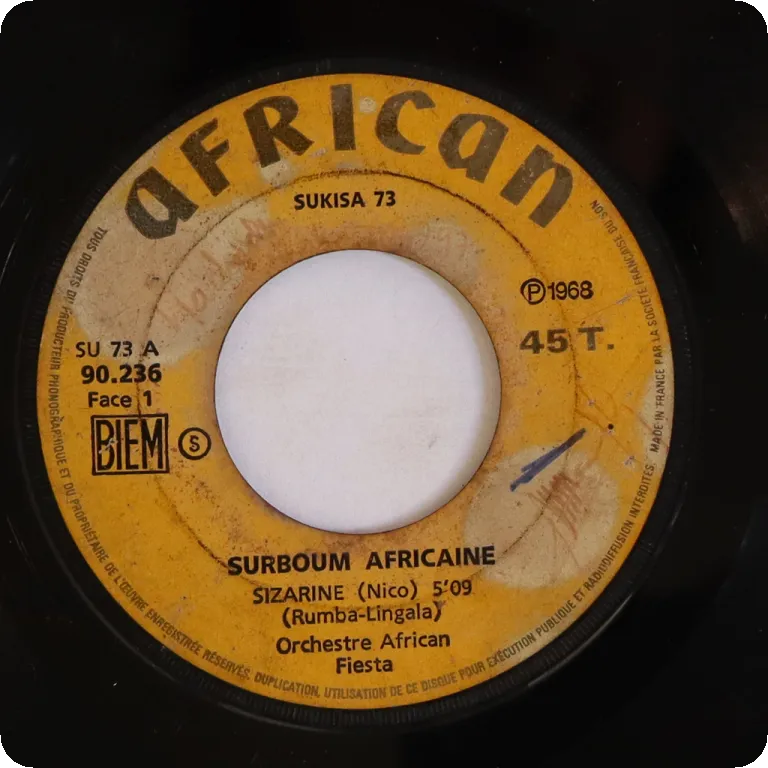 AFRICAN
SUKISA 73
℗1968
45 T.
SU 73 A
90.236
Face 1
BIEM
S
SURBOUM AFRICAINE
SIZARINE (Nico) 5'09
(Rumba-Lingala)
Orchestre African
Fiesta
TOUS DROITS DU PRODUCTEUR PHONOGRAPHIQUE ET DU PROPRIÉTAIRE DE L'ŒUVRE ENREGISTRÉE RÉSERVÉS. DUPLICATION, UTILISATION DE CE DISQUE POUR EXÉCUTION PUBLIQUE ET RADIODIFFUSION INTERDITES. MADE IN FRANCE PAR LA SOCIÉTÉ FRANÇAISE DU SON